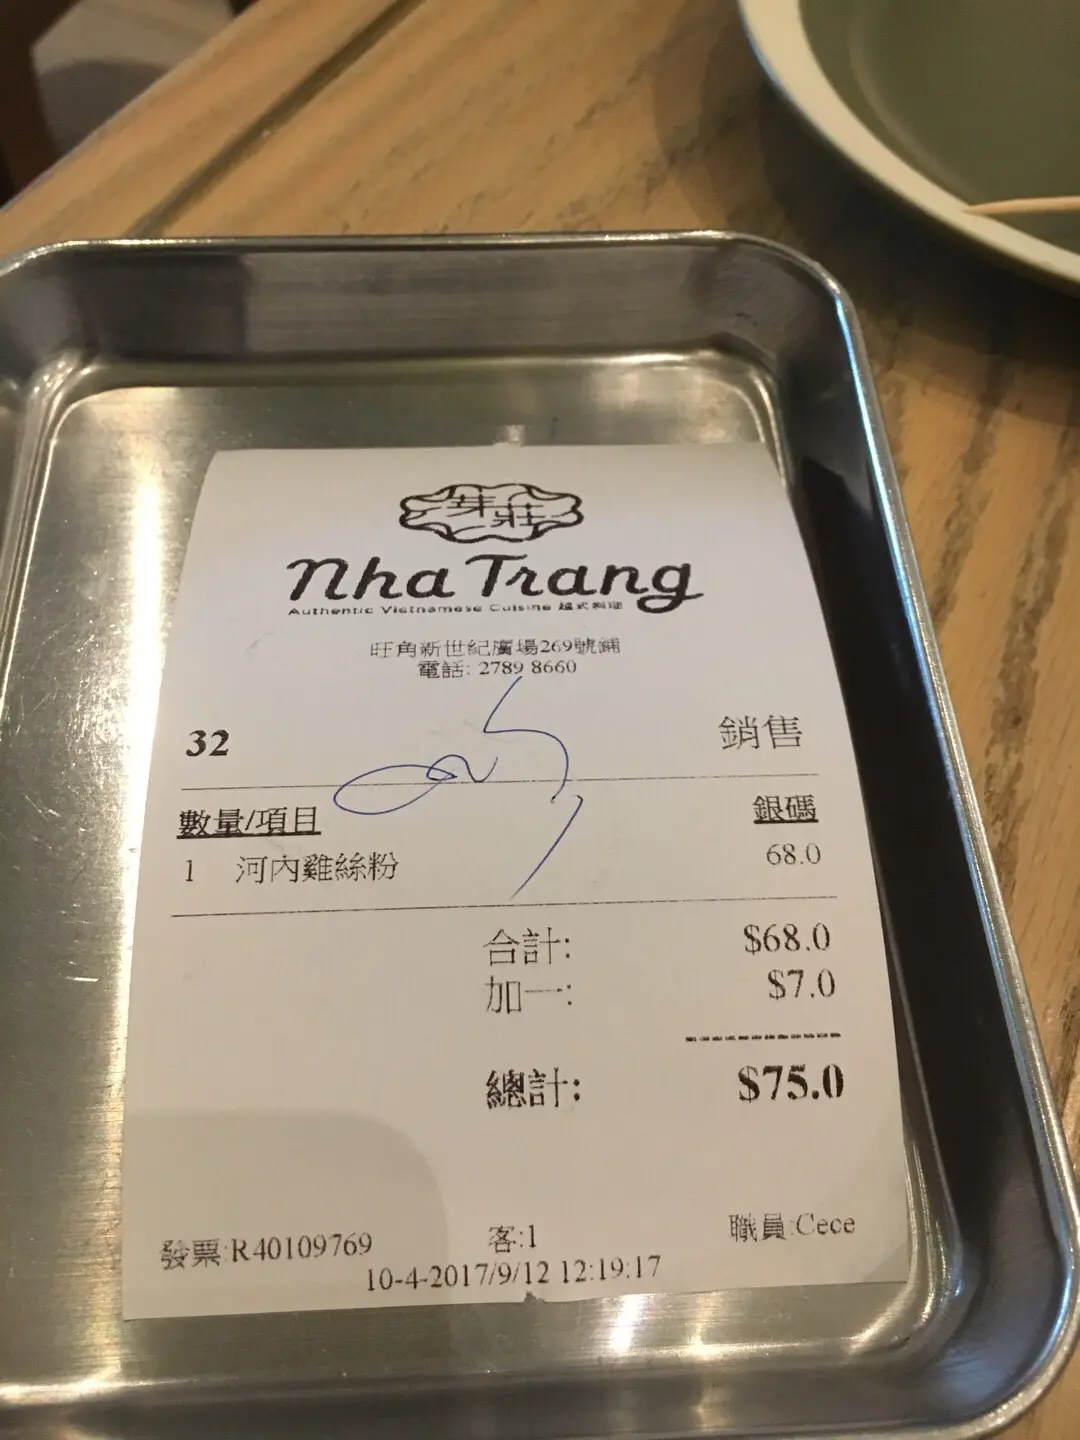 芽莊
Nha Trang
Authentic Vietnamese Cuisine 越式料理
旺角新世紀廣場269號鋪
電話: 2789 8660
32 銷售
數量/項目 銀碼
1 河內雞絲粉 68.0
合計: $68.0
加一: $7.0
總計: $75.0
發票:R40109769 客:1 職員:Cece
10-4-2017/9/12 12:19:17